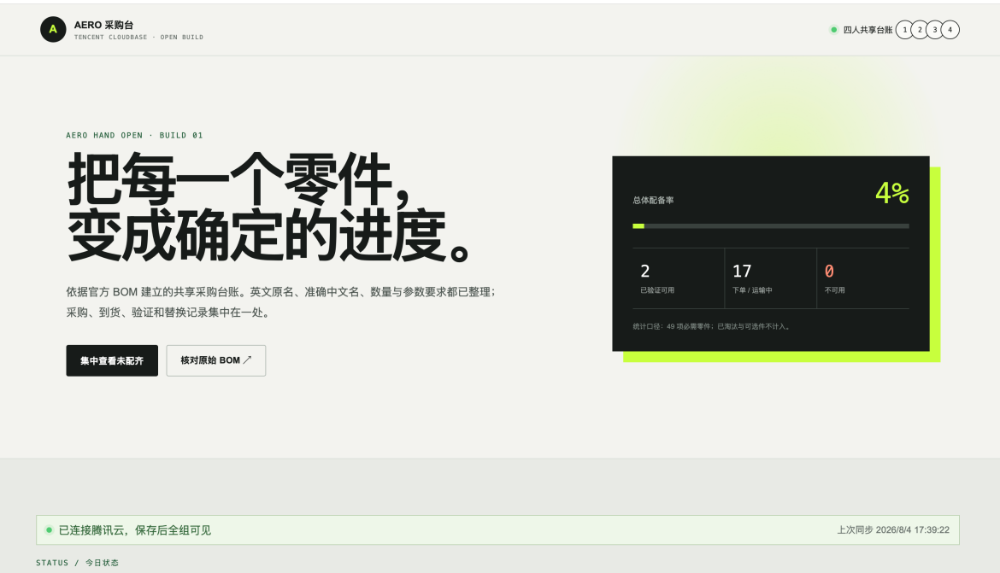 A
AERO 采购台
TENCENT CLOUDBASE · OPEN BUILD
四人共享台账 1 2 3 4
AERO HAND OPEN · BUILD 01
把每一个零件，
变成确定的进度。
依据官方 BOM 建立的共享采购台账。英文原名、准确中文名、数量与参数要求都已整理；
采购、到货、验证和替换记录集中在一处。
集中查看未配齐 核对原始 BOM ↗
总体配备率 4%
2 17 0
已验证可用 下单 / 运输中 不可用
统计口径：49 项必需零件；已淘汰与可选件不计入。
已连接腾讯云，保存后全组可见 上次同步 2026/8/4 17:39:22
STATUS / 今日状态